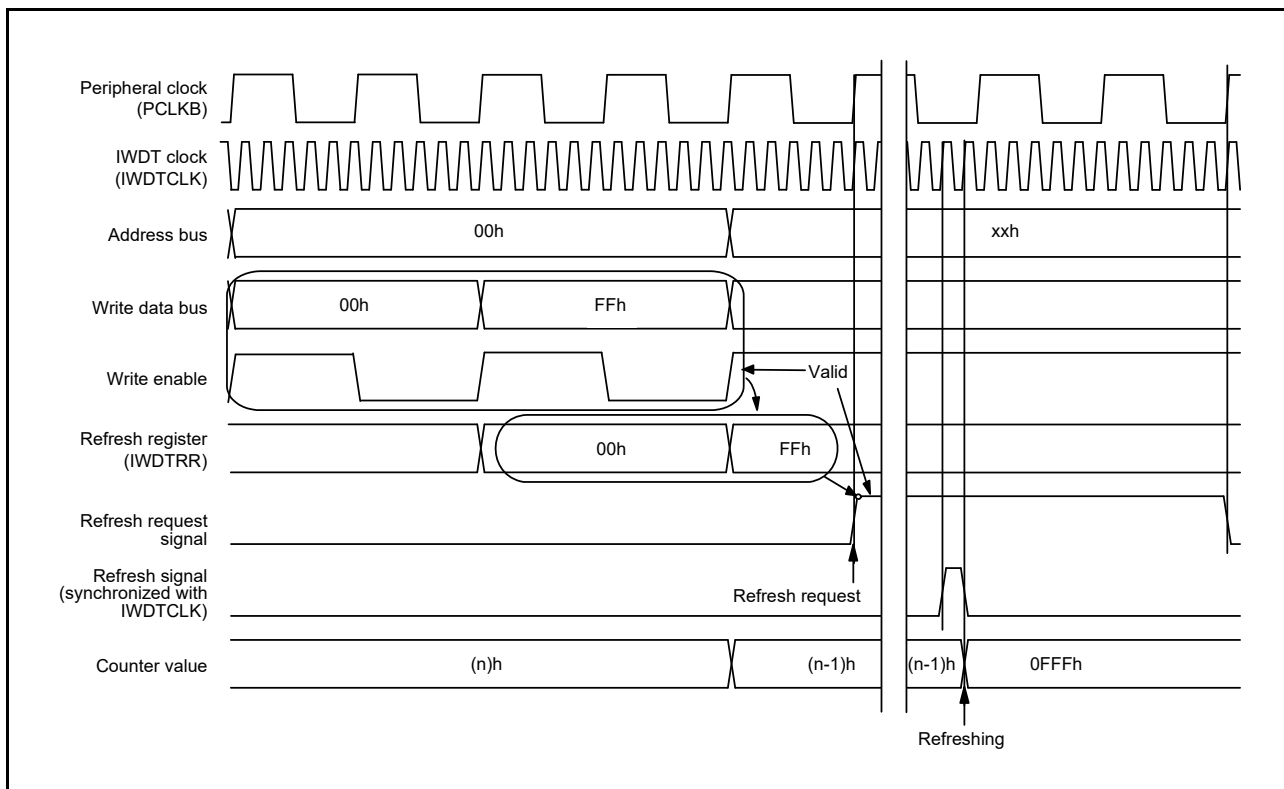 Peripheral clock
(PCLKB)
IWDT clock
(IWDTCLK)
Address bus
00h
xxh
Write data bus
00h
FFh
Write enable
Valid
Refresh register
(IWDTRR)
00h
FFh
Refresh request
signal
Refresh signal
(synchronized with
IWDTCLK)
Refresh request
Counter value
(n)h
(n-1)h
(n-1)h
0FFFh
Refreshing